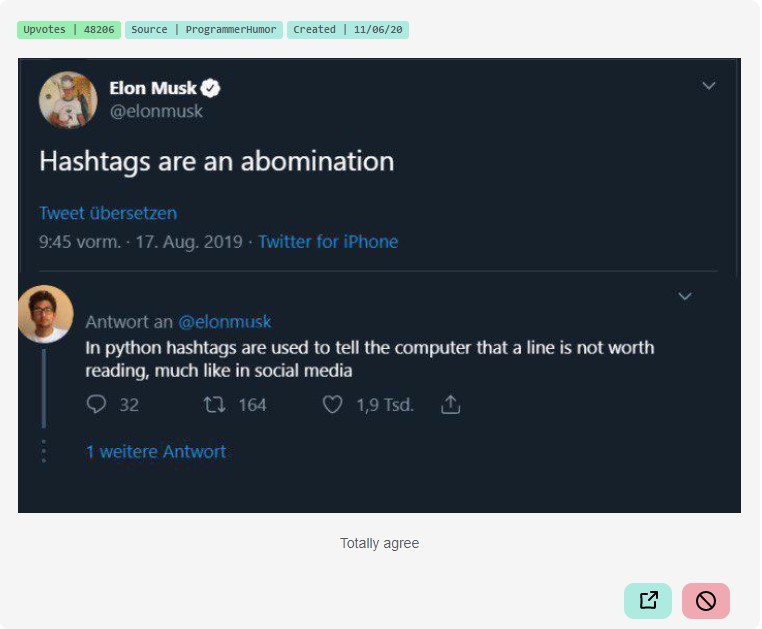 Upvotes | 48206 Source | ProgrammerHumor Created | 11/06/20
Elon Musk
@elonmusk
Hashtags are an abomination
Tweet übersetzen
9:45 vorm. · 17. Aug. 2019 · Twitter for iPhone
Antwort an @elonmusk
In python hashtags are used to tell the computer that a line is not worth
reading, much like in social media
32 164 1,9 Tsd.
1 weitere Antwort
Totally agree